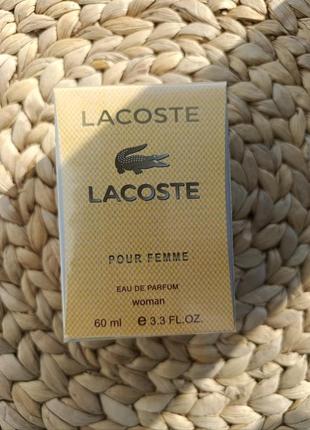 LACOSTE
LACOSTE
POUR FEMME
EAU DE PARFUM
woman
60 ml e 3.3 FL.OZ.